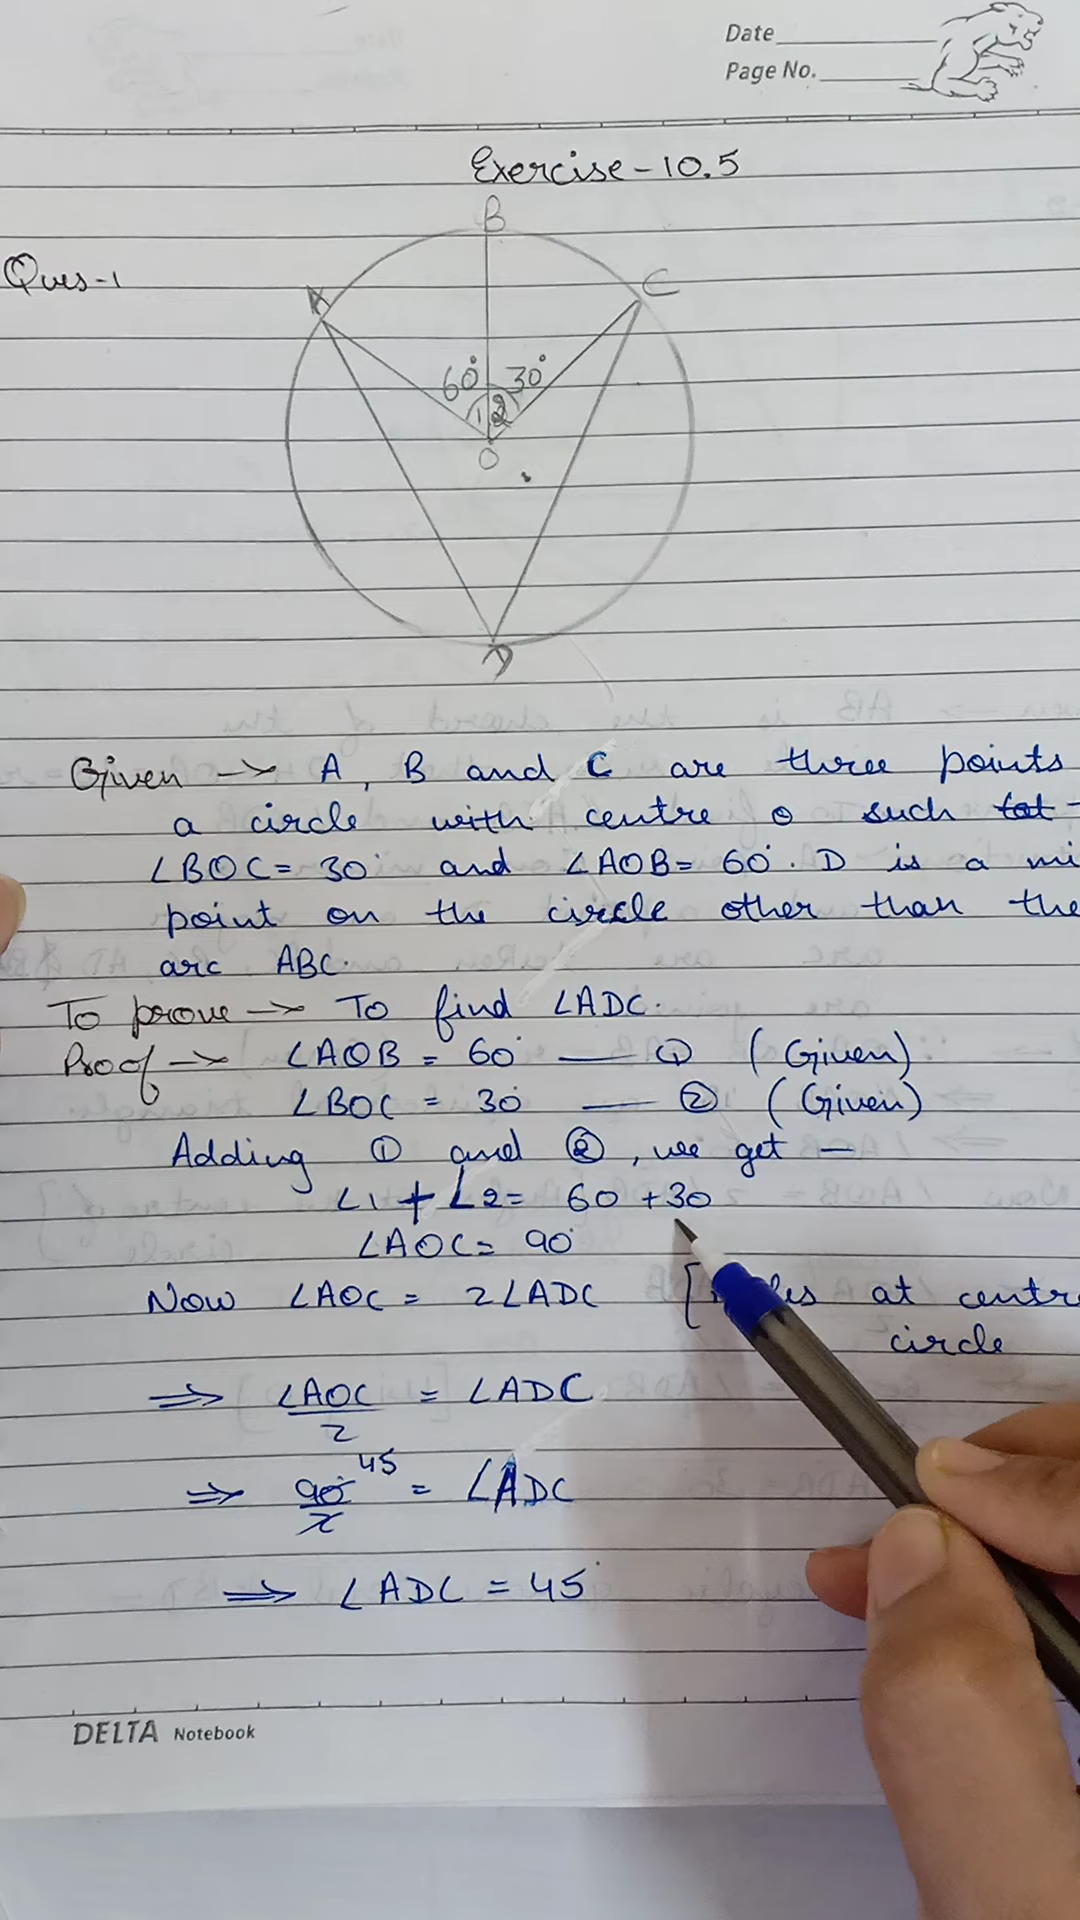 Date
Page No.
Exercise - 10.5
Ques-1
B
A
C
60° 30°
1 2
O
D
Given → A, B and C are three points
a circle with centre O such
∠BOC = 30° and ∠AOB = 60°. D is a
point on the circle other than the
arc ABC.
To prove → To find ∠ADC.
Proof → ∠AOB = 60° — ① (Given)
∠BOC = 30 — ② (Given)
Adding ① and ②, we get —
∠1 + ∠2 = 60 + 30
∠AOC = 90°
Now ∠AOC = 2∠ADC [ at
circle
⇒ ∠AOC/2 = ∠ADC
45
⇒ 90°/2 = ∠ADC
⇒ ∠ADC = 45°
DELTA Notebook